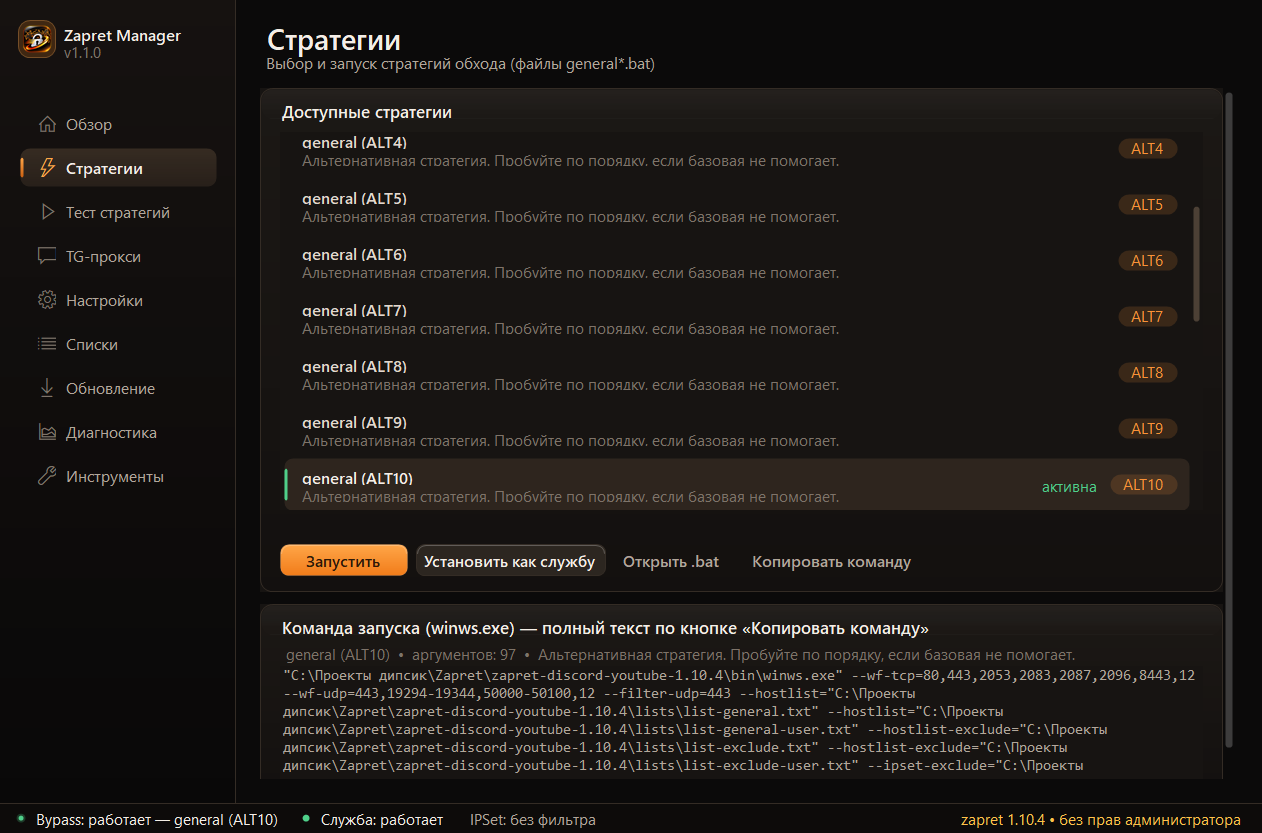 Zapret Manager
v1.1.0
Обзор
Стратегии
Тест стратегий
TG-прокси
Настройки
Списки
Обновление
Диагностика
Инструменты
Стратегии
Выбор и запуск стратегий обхода (файлы general*.bat)
Доступные стратегии
general (ALT4)
Альтернативная стратегия. Пробуйте по порядку, если базовая не помогает.
ALT4
general (ALT5)
Альтернативная стратегия. Пробуйте по порядку, если базовая не помогает.
ALT5
general (ALT6)
Альтернативная стратегия. Пробуйте по порядку, если базовая не помогает.
ALT6
general (ALT7)
Альтернативная стратегия. Пробуйте по порядку, если базовая не помогает.
ALT7
general (ALT8)
Альтернативная стратегия. Пробуйте по порядку, если базовая не помогает.
ALT8
general (ALT9)
Альтернативная стратегия. Пробуйте по порядку, если базовая не помогает.
ALT9
general (ALT10)
Альтернативная стратегия. Пробуйте по порядку, если базовая не помогает.
активна
ALT10
Запустить
Установить как службу
Открыть .bat
Копировать команду
Команда запуска (winws.exe) — полный текст по кнопке «Копировать команду»
general (ALT10) • аргументов: 97 • Альтернативная стратегия. Пробуйте по порядку, если базовая не помогает.
"C:\Проекты дипсик\Zapret\zapret-discord-youtube-1.10.4\bin\winws.exe" --wf-tcp=80,443,2053,2083,2087,2096,8443,12
--wf-udp=443,19294-19344,50000-50100,12 --filter-udp=443 --hostlist="C:\Проекты
дипсик\Zapret\zapret-discord-youtube-1.10.4\lists\list-general.txt" --hostlist="C:\Проекты
дипсик\Zapret\zapret-discord-youtube-1.10.4\lists\list-general-user.txt" --hostlist-exclude="C:\Проекты
дипсик\Zapret\zapret-discord-youtube-1.10.4\lists\list-exclude.txt" --hostlist-exclude="C:\Проекты
дипсик\Zapret\zapret-discord-youtube-1.10.4\lists\list-exclude-user.txt" --ipset-exclude="C:\Проекты
Bypass: работает — general (ALT10)
Служба: работает
IPSet: без фильтра
zapret 1.10.4 • без прав администратора